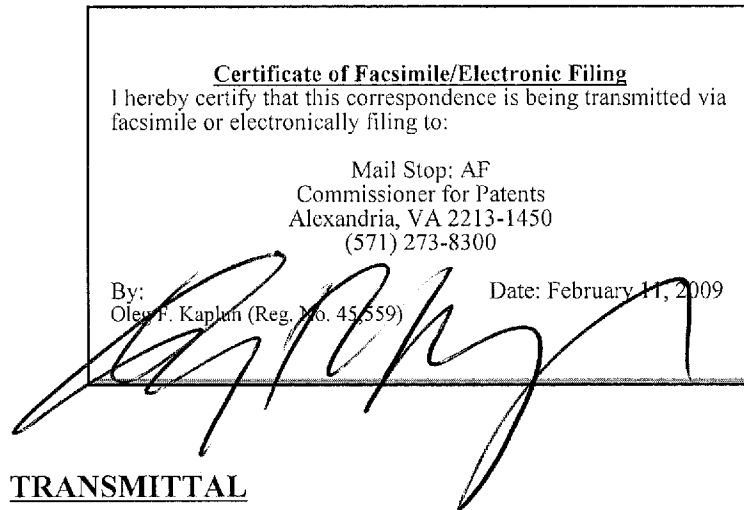 Certificate of Facsimile/Electronic Filing
I hereby certify that this correspondence is being transmitted via
facsimile or electronically filing to:
Mail Stop: AF
Commissioner for Patents
Alexandria, VA 2213-1450
(571) 273-8300
By:
Date: February 11, 2009
Oleg F. Kaplun (Reg. No. 45,559)
TRANSMITTAL